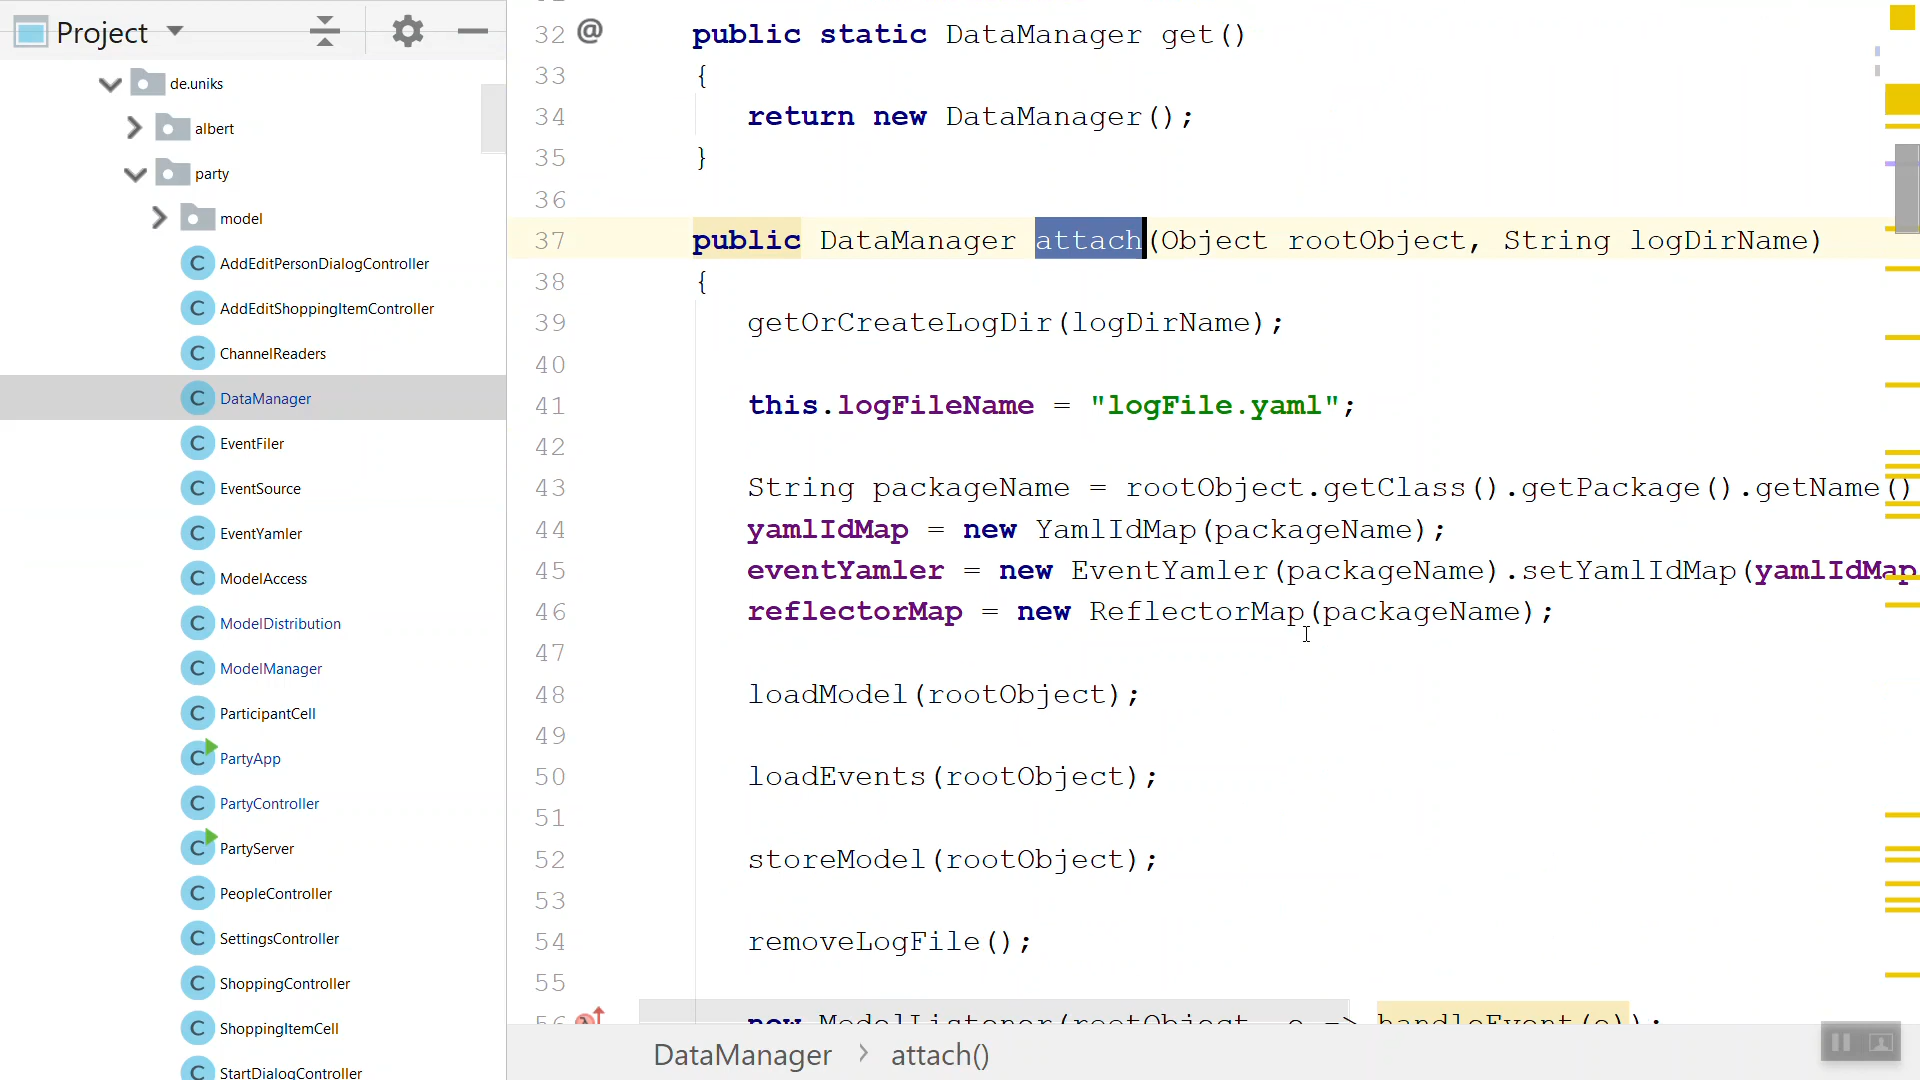 Project
de.uniks
albert
party
model
C AddEditPersonDialogController
C AddEditShoppingItemController
C ChannelReaders
C DataManager
C EventFiler
C EventSource
C EventYamler
C ModelAccess
C ModelDistribution
C ModelManager
C ParticipantCell
C PartyApp
C PartyController
C PartyServer
C PeopleController
C SettingsController
C ShoppingController
C ShoppingItemCell
C StartDialogController
32 @ public static DataManager get()
33 {
34 return new DataManager();
35 }
36
37 public DataManager attach(Object rootObject, String logDirName)
38 {
39 getOrCreateLogDir(logDirName);
40
41 this.logFileName = "logFile.yaml";
42
43 String packageName = rootObject.getClass().getPackage().getName()
44 yamlIdMap = new YamlIdMap(packageName);
45 eventYamler = new EventYamler(packageName).setYamlIdMap(yamlIdMap
46 reflectorMap = new ReflectorMap(packageName);
47
48 loadModel(rootObject);
49
50 loadEvents(rootObject);
51
52 storeModel(rootObject);
53
54 removeLogFile();
55
56 new ModelListener(rootObject, e -> handleEvent(e));
DataManager > attach()